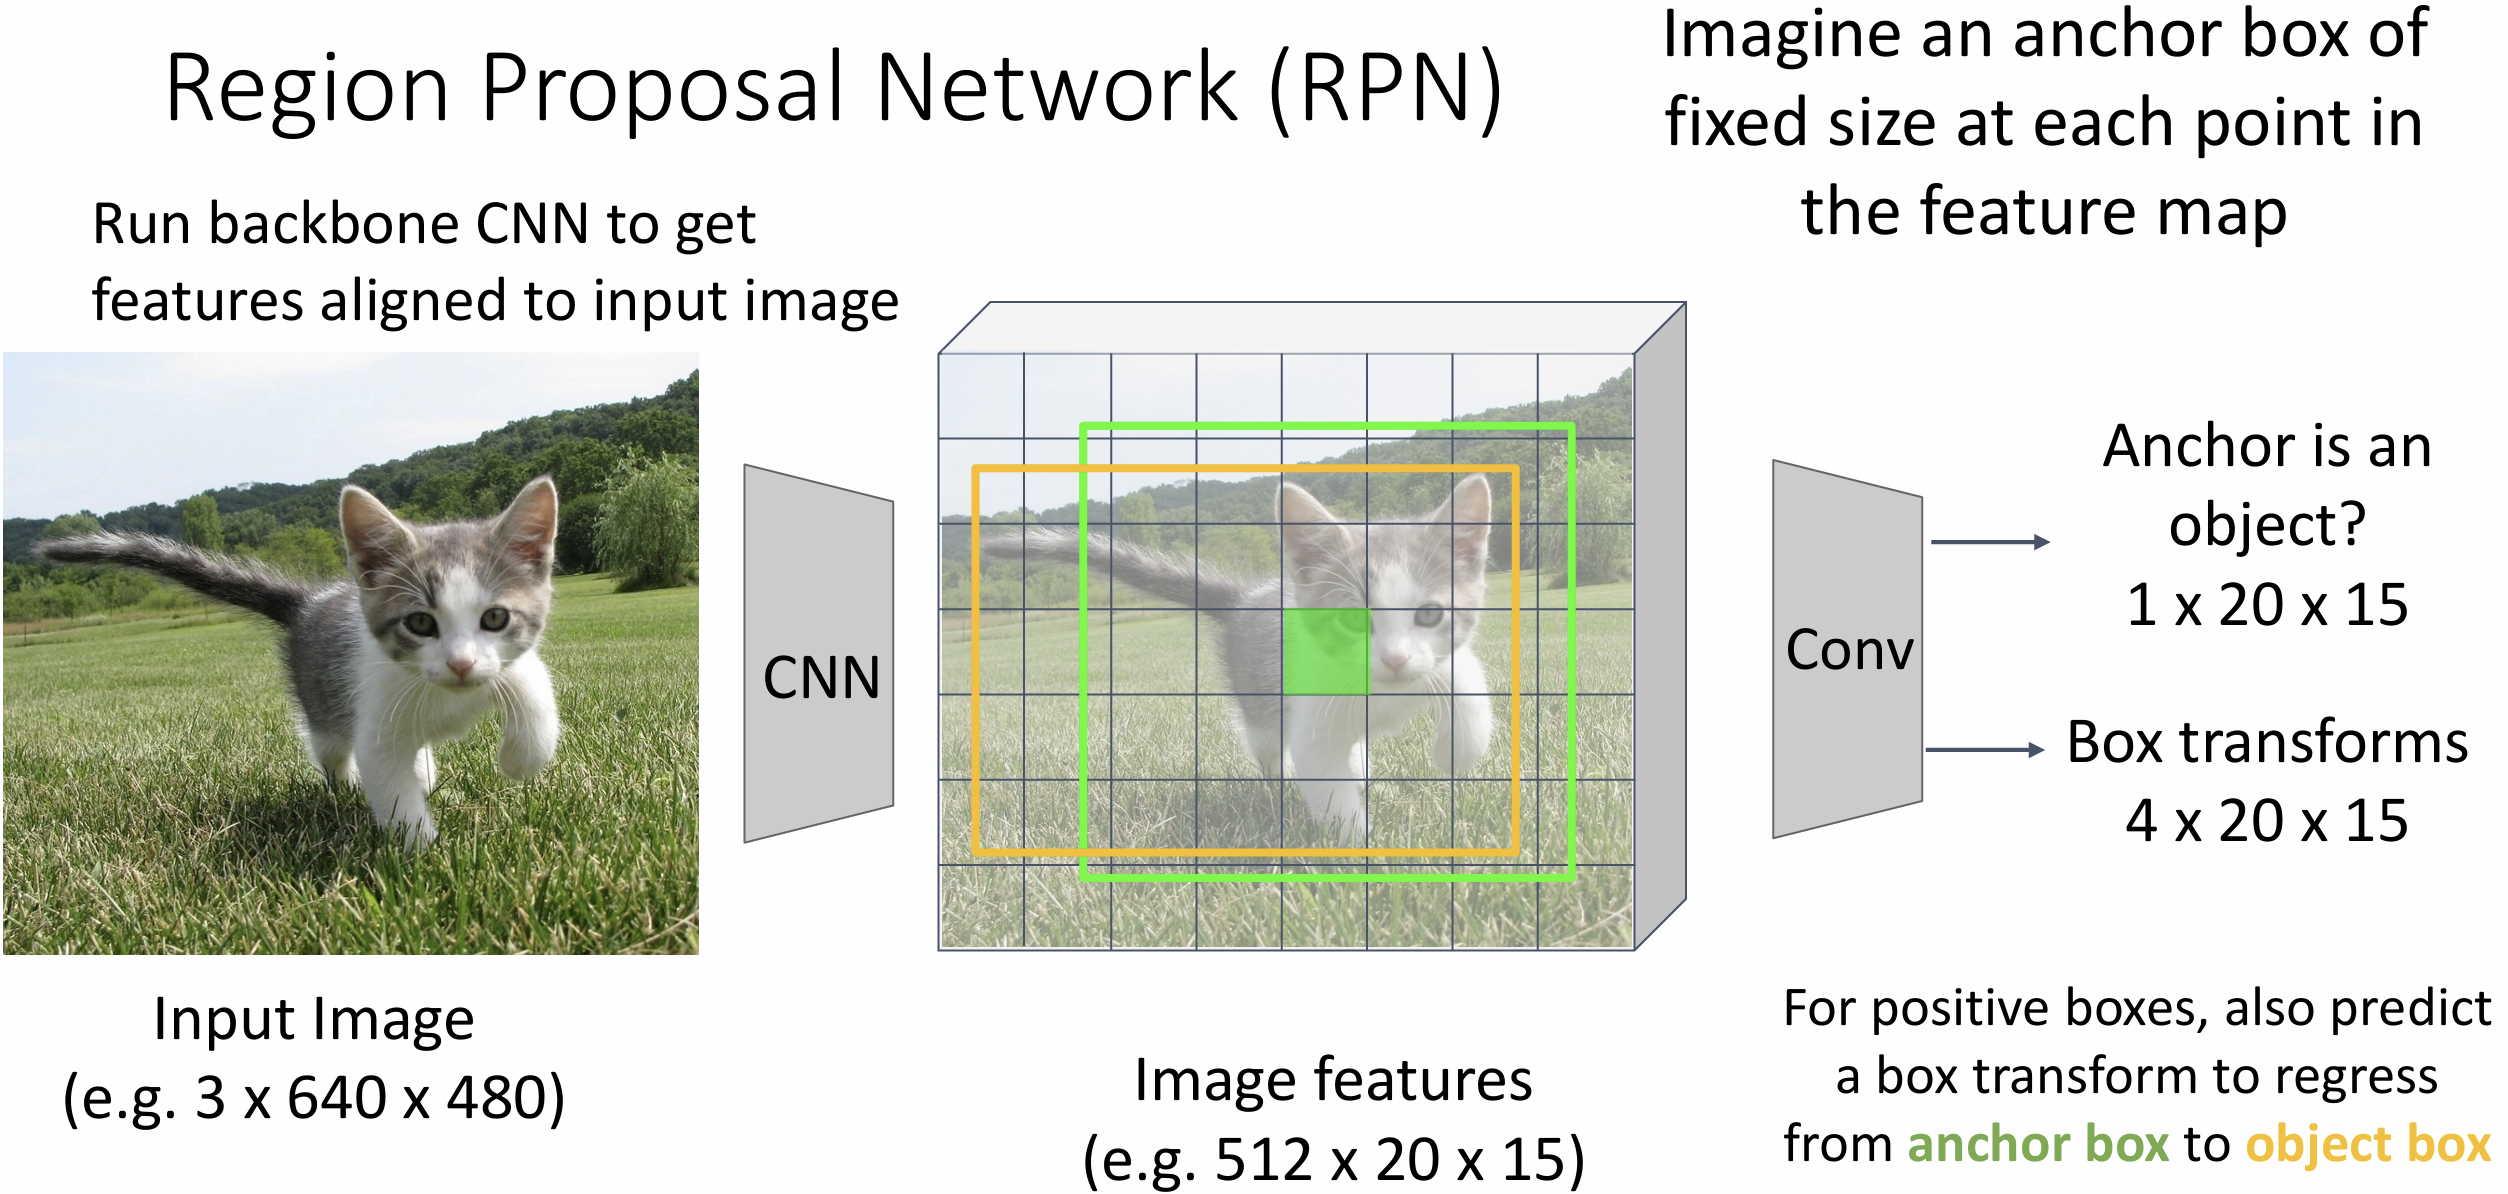 Region Proposal Network (RPN)
Imagine an anchor box of
fixed size at each point in
the feature map
Run backbone CNN to get
features aligned to input image
CNN
Conv
Anchor is an
object?
1 x 20 x 15
Box transforms
4 x 20 x 15
Input Image
(e.g. 3 x 640 x 480)
Image features
(e.g. 512 x 20 x 15)
For positive boxes, also predict
a box transform to regress
from anchor box to object box